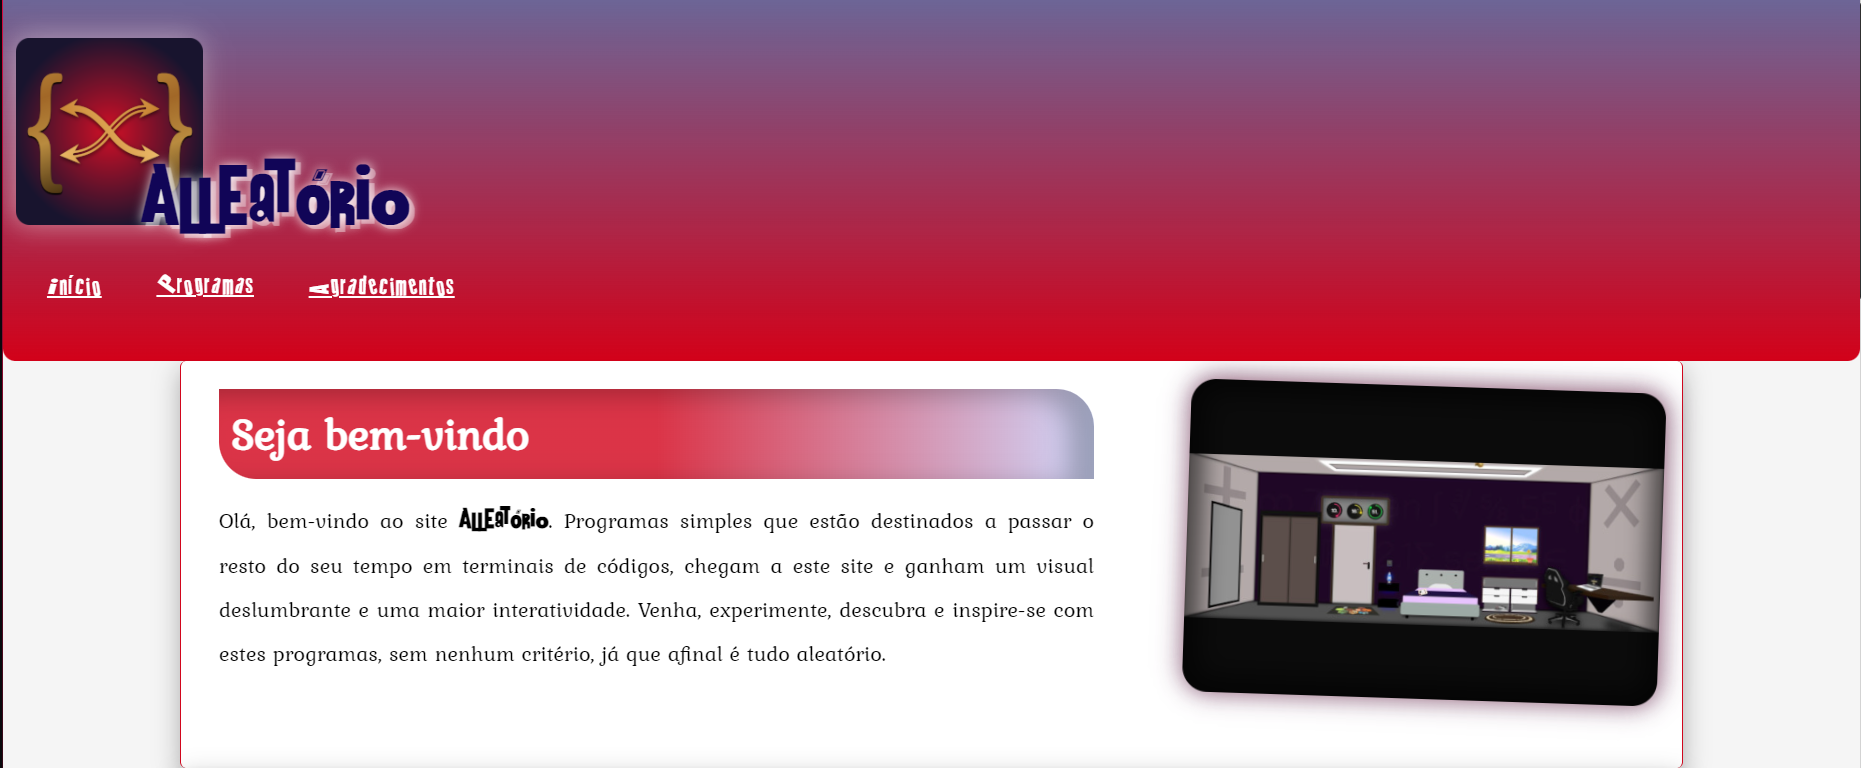 AllEatório
Início
Programas
Agradecimentos
Seja bem-vindo
Olá, bem-vindo ao site AllEatório. Programas simples que estão destinados a passar o
resto do seu tempo em terminais de códigos, chegam a este site e ganham um visual
deslumbrante e uma maior interatividade. Venha, experimente, descubra e inspire-se com
estes programas, sem nenhum critério, já que afinal é tudo aleatório.